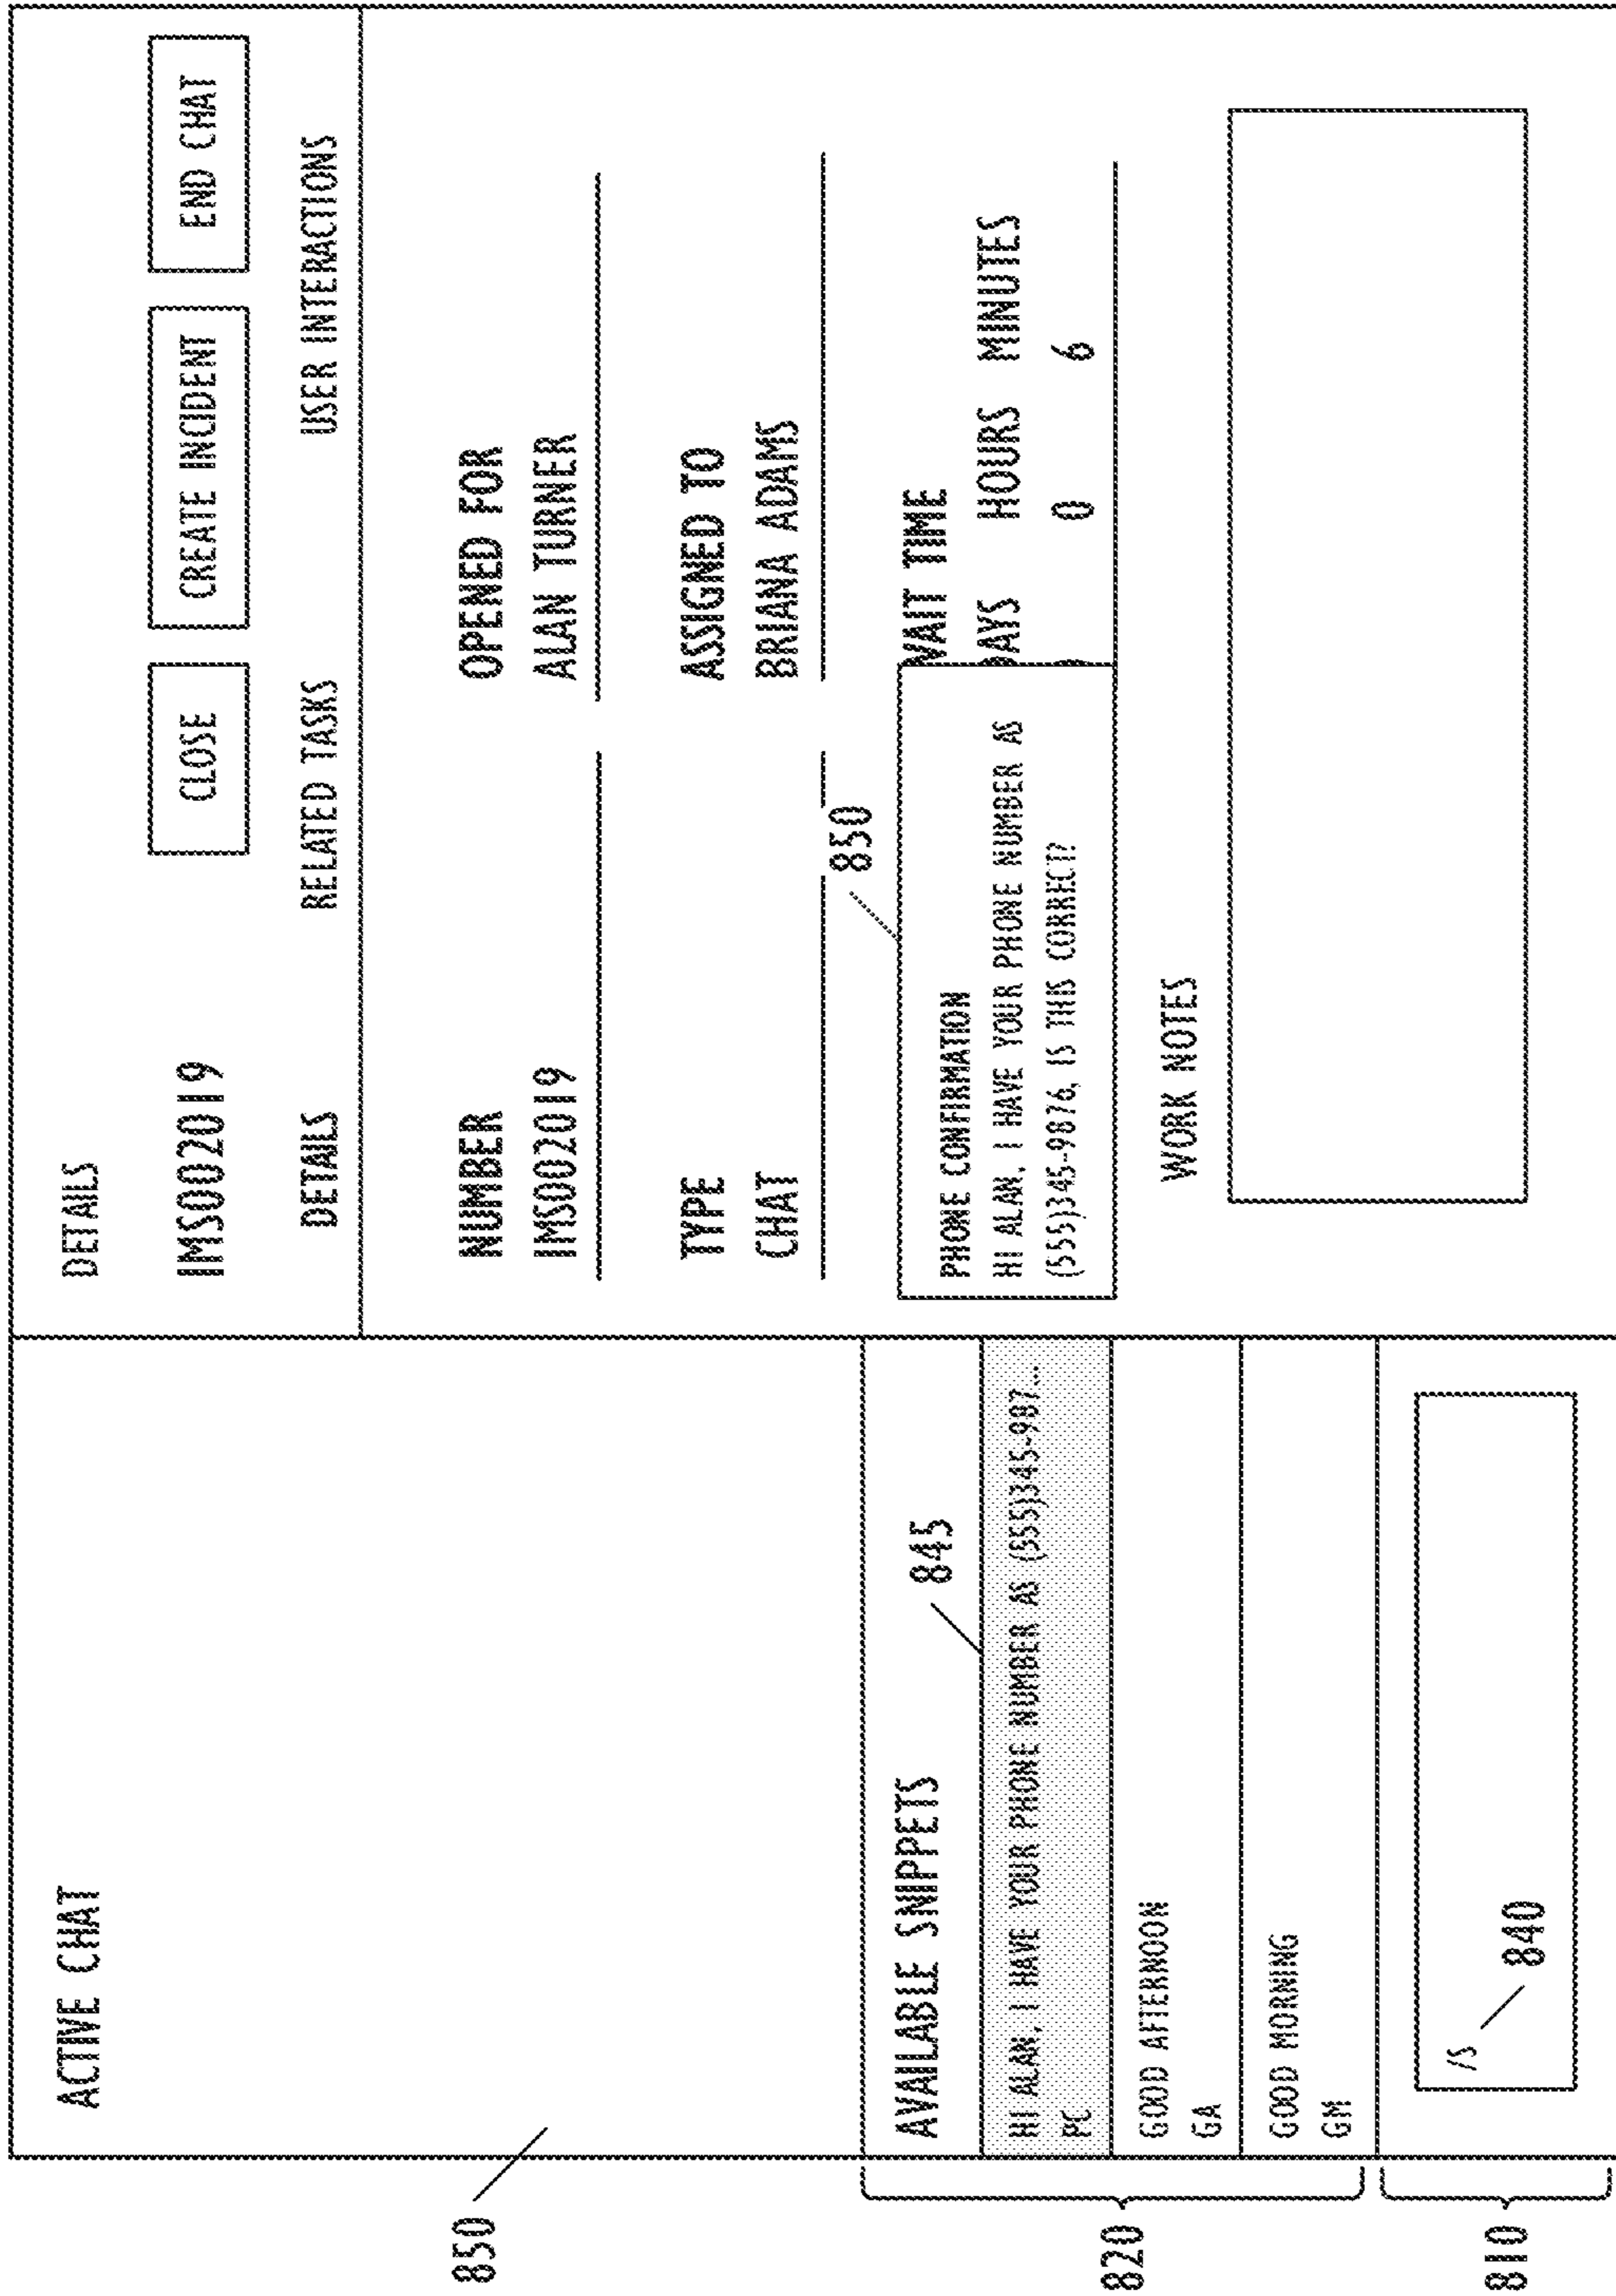 ACTIVE CHAT
850
AVAILABLE SNIPPETS
845
HI ALAN, I HAVE YOUR PHONE NUMBER AS (555)345-987...
PC
GOOD AFTERNOON
GA
GOOD MORNING
GM
820
/S
840
810
DETAILS
IMS002019
CLOSE
CREATE INCIDENT
END CHAT
DETAILS
RELATED TASKS
USER INTERACTIONS
NUMBER
IMS002019
OPENED FOR
ALAN TURNER
TYPE
CHAT
ASSIGNED TO
BRIANA ADAMS
850
PHONE CONFIRMATION
HI ALAN, I HAVE YOUR PHONE NUMBER AS
(555)345-9876, IS THIS CORRECT?
WAIT TIME
DAYS HOURS MINUTES
0 6
WORK NOTES